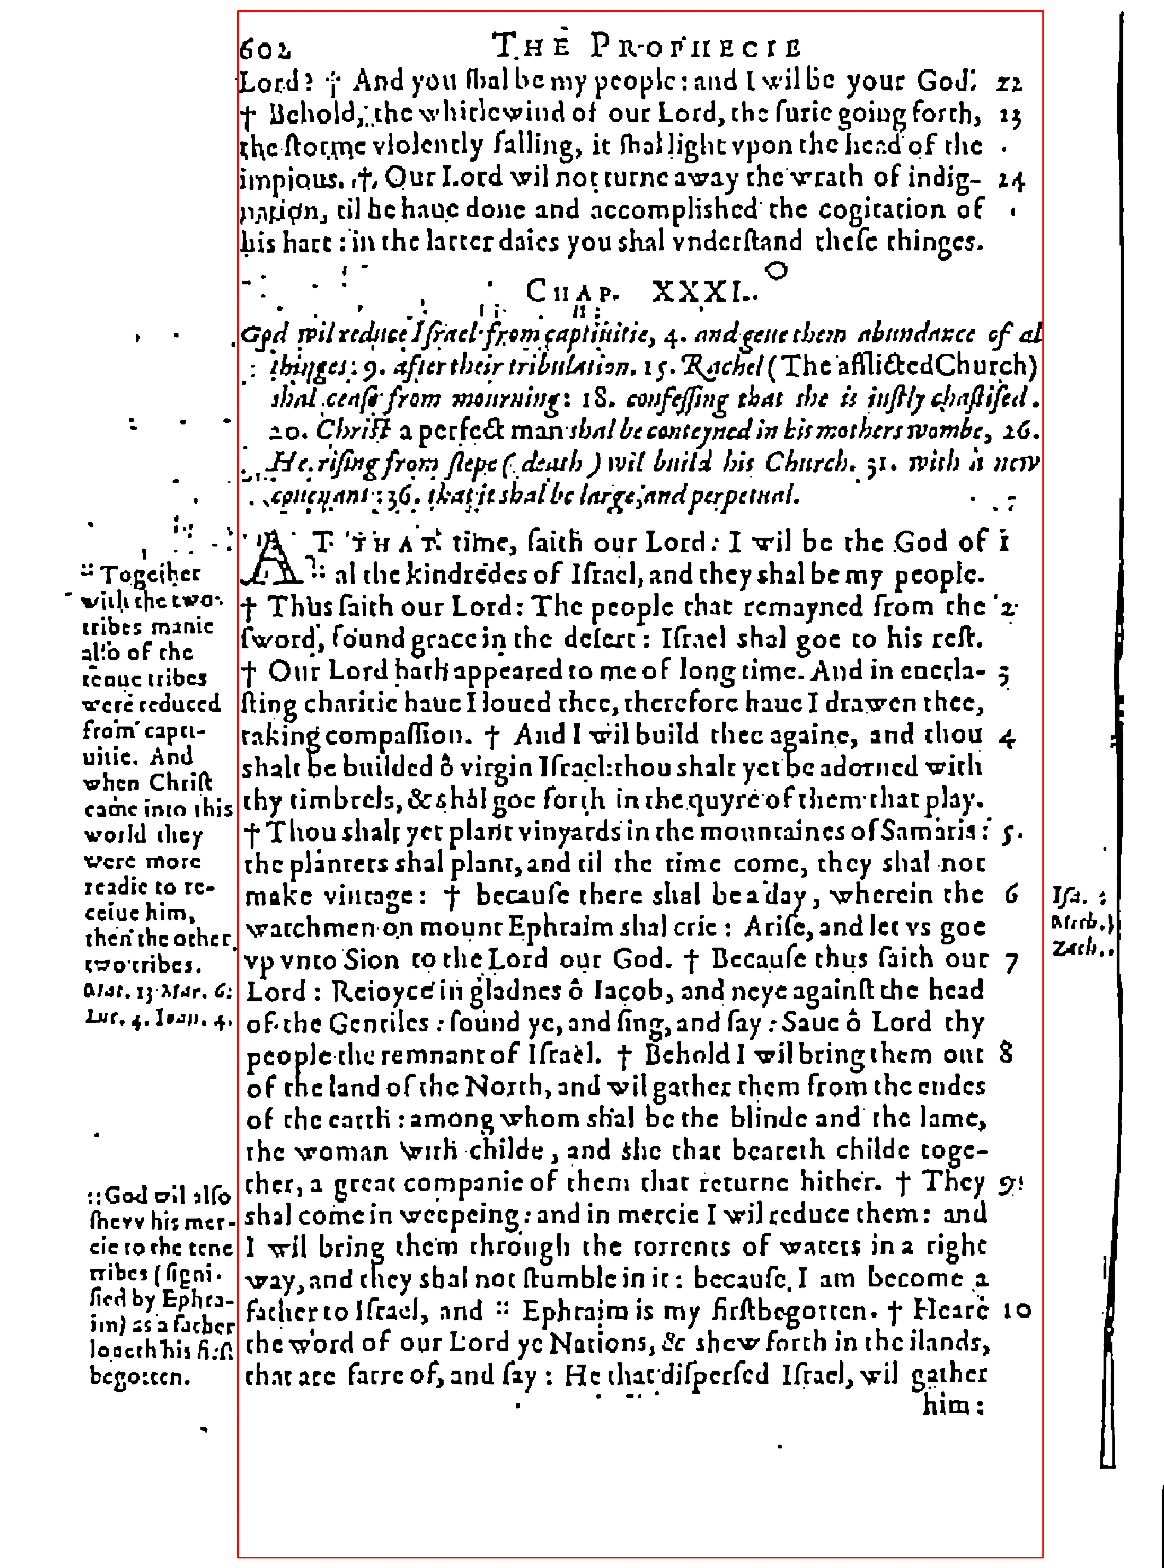 602 THE PROPHECIE
Lord? † And you ſhal be my people: and I wil be your God. 22
† Behold, the whirlewind of our Lord, the furie going forth, 23
the ſtorme violently falling, it ſhal light vpon the head of the
impious. † Our Lord wil not turne away the wrath of indig- 24
nation, til he haue done and accompliſhed the cogitation of
his hart: in the latter daies you shal vnderſtand theſe thinges.
CHAP. XXXI.
God wil reduce Iſrael from captiuitie, 4. and geue them abundance of al
thinges: 9. after their tribulation. 15. Rachel (The afflicted Church)
shal ceaſe from mourning: 18. confeſſing that she is iuſtly chaſtiſed.
20. Chriſt a perfect man shal be conteyned in his mothers wombe, 26.
He riſing from ſlepe (death) wil build his Church. 31. with a new
couenant: 36. that it shal be large, and perpetual.
AT THAT time, ſaith our Lord: I wil be the God of 1
:: al the kindredes of Iſrael, and they shal be my people.
† Thus ſaith our Lord: The people that remayned from the 2
ſword, found grace in the deſert: Iſrael shal goe to his reſt.
† Our Lord hath appeared to me of long time. And in euerla- 3
ſting charitie haue I loued thee, therefore haue I drawen thee,
taking compaſſion. † And I wil build thee againe, and thou 4
shalt be builded ô virgin Iſrael: thou shalt yet be adorned with
thy timbrels, & shal goe forth in the quyre of them that play.
† Thou shalt yet plant vinyards in the mountaines of Samaria: 5.
the planters shal plant, and til the time come, they shal not
make vintage: † becauſe there shal be a day, wherein the 6
watchmen on mount Ephraim shal crie: Ariſe, and let vs goe
vp vnto Sion to the Lord our God. † Becauſe thus ſaith our 7
Lord: Reioyce in gladnes ô Iacob, and neye againſt the head
of the Gentiles: ſound ye, and ſing, and ſay: Saue ô Lord thy
people the remnant of Iſrael. † Behold I wil bring them out 8
of the land of the North, and wil gather them from the endes
of the earth: among whom shal be the blinde and the lame,
the woman with childe, and she that beareth childe toge-
ther, a great companie of them that returne hither. † They 9
shal come in weepeing: and in mercie I wil reduce them: and
I wil bring them through the torrents of waters in a right
way, and they shal not ſtumble in it: becauſe I am become a
father to Iſrael, and :: Ephraim is my firſtbegotten. † Heare 10
the word of our Lord ye Nations, & shew forth in the ilands,
that are farre of, and ſay: He that diſperſed Iſrael, wil gather
him:
:: Together
with the two
tribes manie
alſo of the
tenne tribes
were reduced
from capti-
uitie. And
when Chriſt
came into this
world they
were more
readie to re-
ceiue him,
then the other
two tribes.
Mat. 13. Mar. 6.
Luc. 4. Ioan. 4.
:: God wil alſo
ſhevv his mer-
cie to the tene
tribes (ſigni-
fied by Ephra-
im) as a father
loueth his firſt
begotten.
Iſa.
Zach.